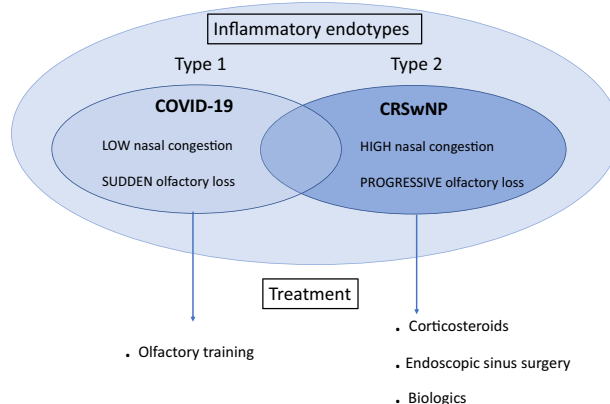 Inflammatory endotypes
Type 1
Type 2
COVID-19
CRSwNP
LOW nasal congestion
HIGH nasal congestion
SUDDEN olfactory loss
PROGRESSIVE olfactory loss
Treatment
• Olfactory training
• Corticosteroids
• Endoscopic sinus surgery
• Biologics